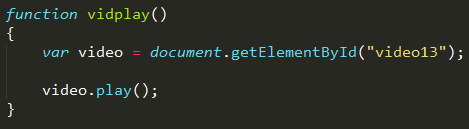 function vidplay()
{
var video = document.getElementById("video13");
video.play();
}